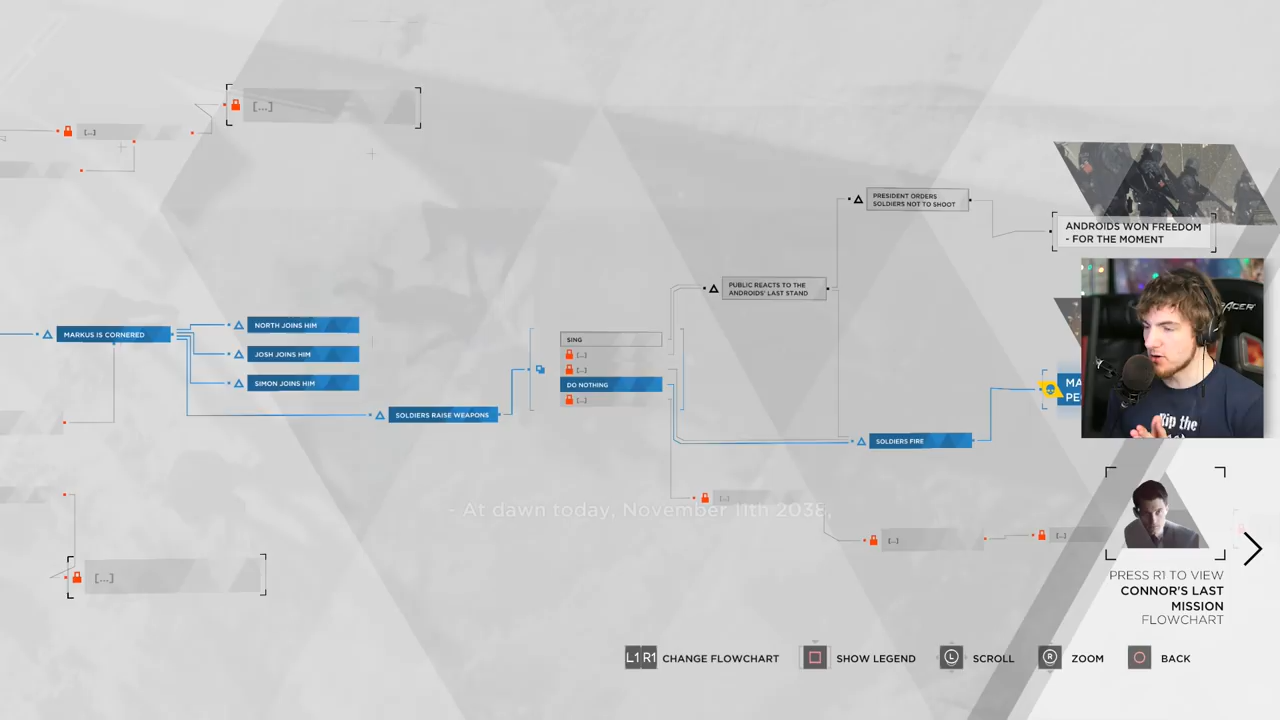 [...]
[...]
PRESIDENT ORDERS
SOLDIERS NOT TO SHOOT
ANDROIDS WON FREEDOM
- FOR THE MOMENT
PUBLIC REACTS TO THE
ANDROIDS' LAST STAND
MARKUS IS CORNERED
NORTH JOINS HIM
JOSH JOINS HIM
SIMON JOINS HIM
SOLDIERS RAISE WEAPONS
SING
[...]
[...]
DO NOTHING
[...]
SOLDIERS FIRE
[...]
- At dawn today, November 11th 2038,
[...]
[...]
[...]
PRESS R1 TO VIEW
CONNOR'S LAST
MISSION
FLOWCHART
L1 R1 CHANGE FLOWCHART
SHOW LEGEND
L SCROLL
R ZOOM
BACK